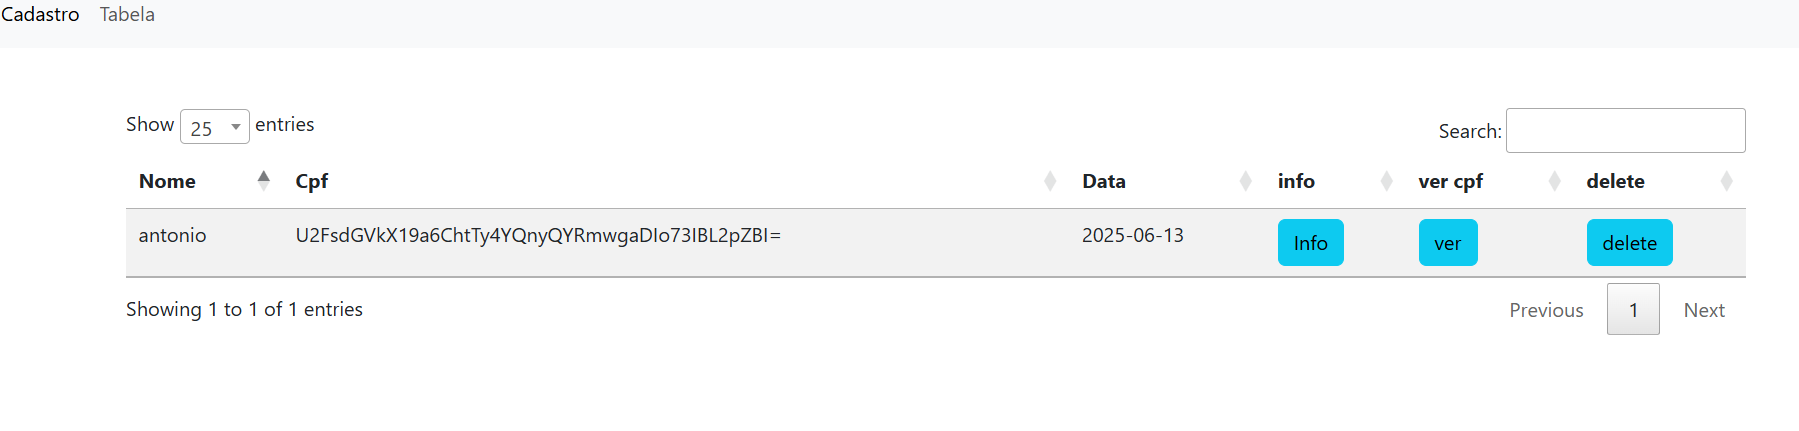 Cadastro Tabela
Show 25 entries
Search:
Nome Cpf Data info ver cpf delete
antonio U2FsdGVkX19a6ChtTy4YQnyQYRmwgaDIo73IBL2pZBI= 2025-06-13 Info ver delete
Showing 1 to 1 of 1 entries
Previous 1 Next